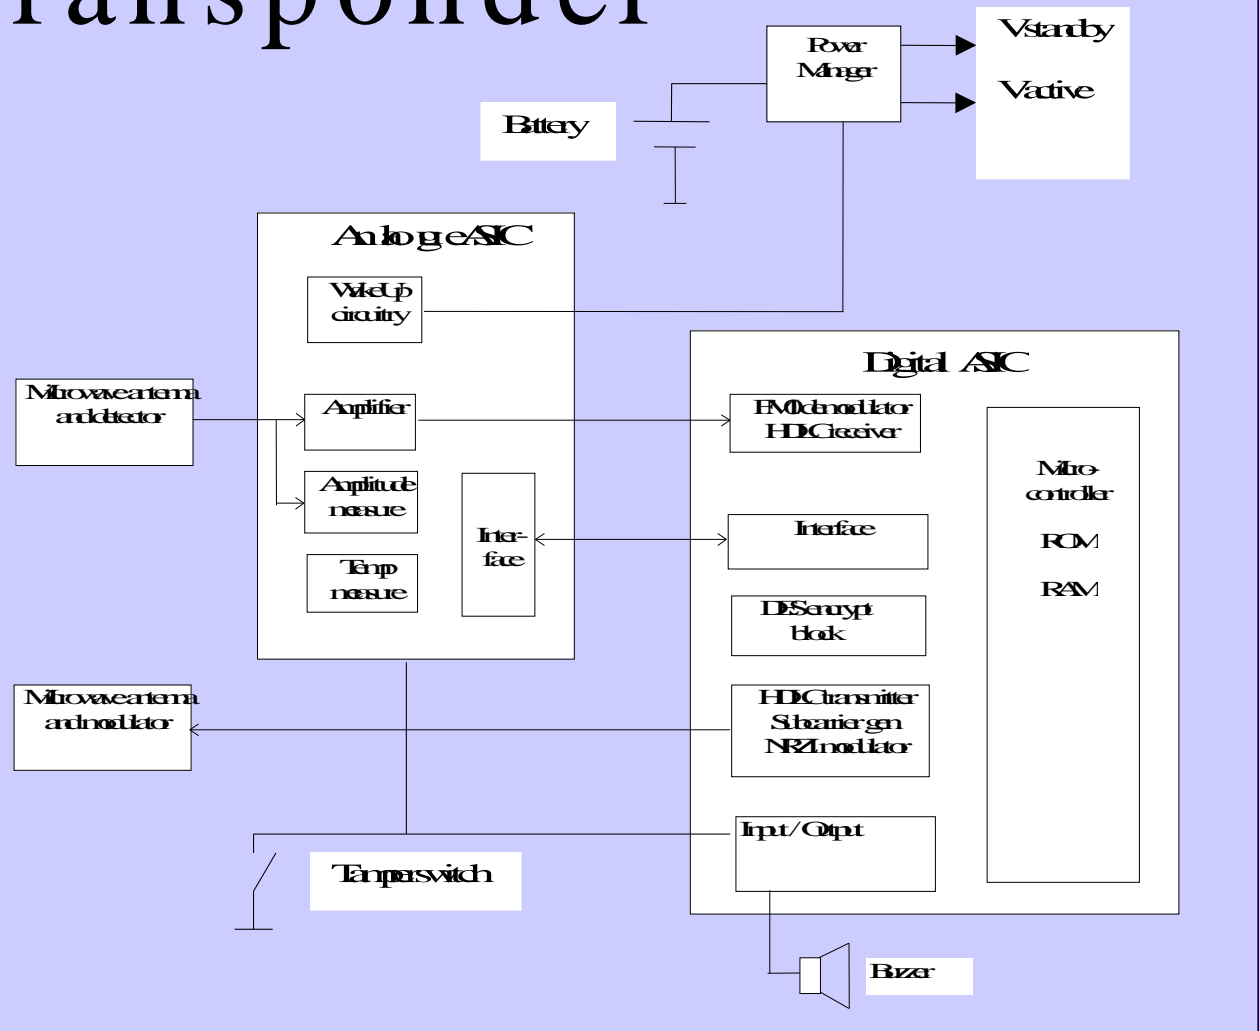 Transponder
Power
Manager
Vstandby
Vactive
Battery
Analogue ASIC
WakeUp
circuitry
Digital ASIC
Microwave antenna
and detector
Amplifier
FM0 demodulator
HDLC receiver
Micro-
controller
ROM
RAM
Amplitude
measure
Inter-
face
Interface
Temp
measure
DES encrypt
block
Microwave antenna
and modulator
HDLC transmitter
Subcarrier gen.
NRZI modulator
Input / Output
Tamper switch
Buzzer